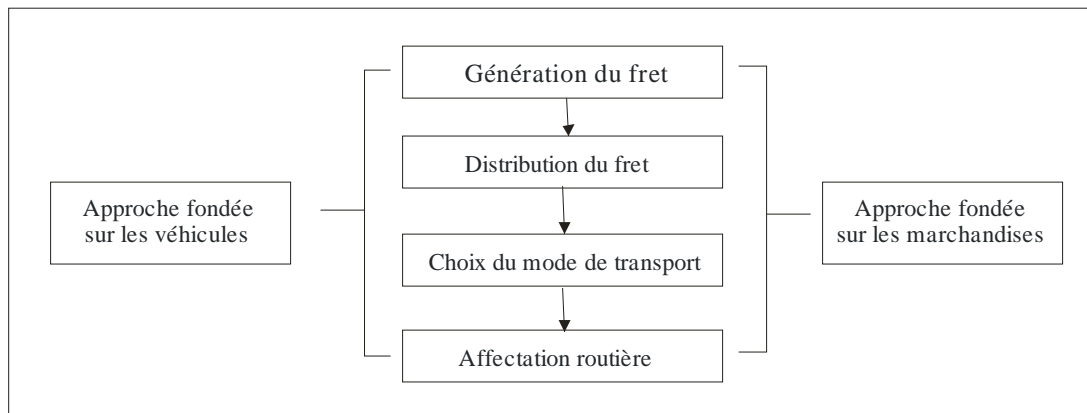 Génération du fret
Distribution du fret
Approche fondée
sur les véhicules
Approche fondée
sur les marchandises
Choix du mode de transport
Affectation routière